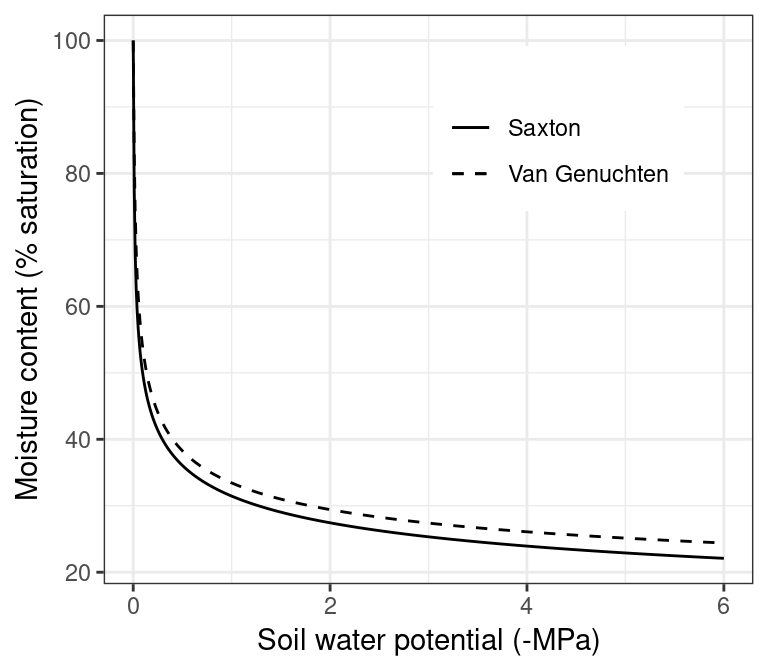 Moisture content (% saturation)
100
80
60
40
20
Saxton
Van Genuchten
0
2
4
6
Soil water potential (-MPa)